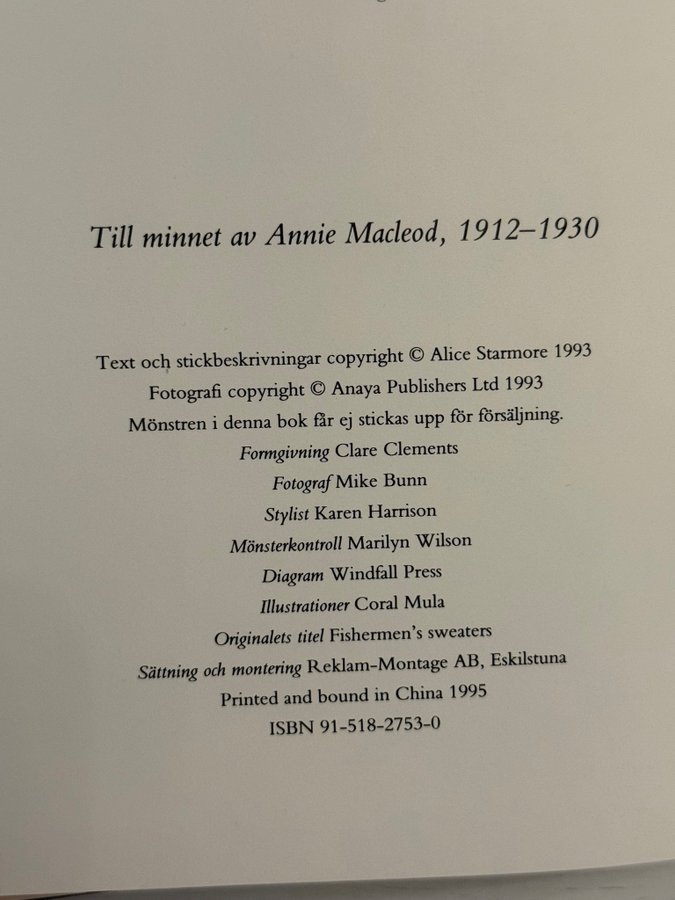 Till minnet av Annie Macleod, 1912–1930
Text och stickbeskrivningar copyright © Alice Starmore 1993
Fotografi copyright © Anaya Publishers Ltd 1993
Mönstren i denna bok får ej stickas upp för försäljning.
Formgivning Clare Clements
Fotograf Mike Bunn
Stylist Karen Harrison
Mönsterkontroll Marilyn Wilson
Diagram Windfall Press
Illustrationer Coral Mula
Originalets titel Fishermen's sweaters
Sättning och montering Reklam-Montage AB, Eskilstuna
Printed and bound in China 1995
ISBN 91-518-2753-0